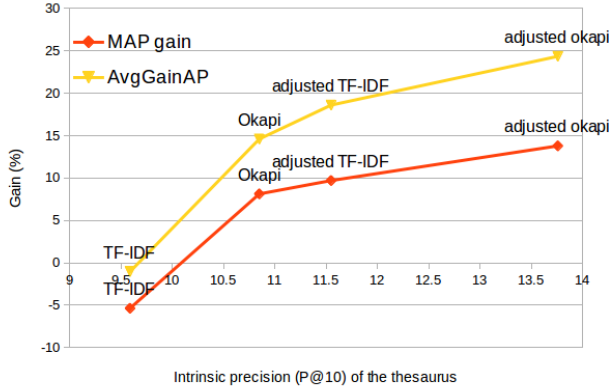 30
25
20
15
10
5
0
-5
-10
Gain (%)
MAP gain
AvgGainAP
adjusted okapi
adjusted TF-IDF
Okapi
adjusted okapi
adjusted TF-IDF
Okapi
TF-IDF
TF-IDF
9 9.5 10 10.5 11 11.5 12 12.5 13 13.5 14
Intrinsic precision (P@10) of the thesaurus